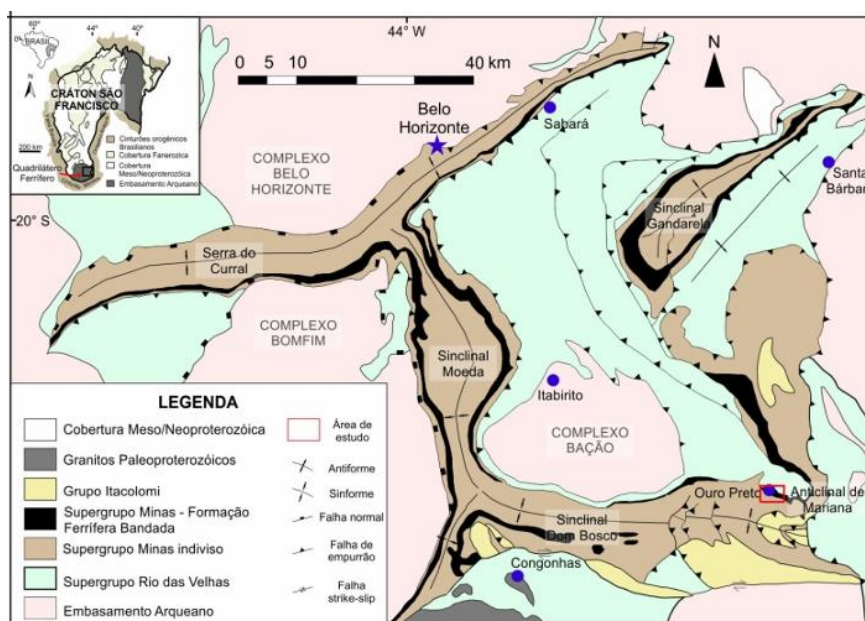 60°
0°
BRASIL
N
44°
40°
CRÁTON SÃO
FRANCISCO
200 km
Quadrilátero
Ferrífero
Cinturões orogênicos
Brasilianos
Cobertura Fanerozíca
Cobertura
Meso/Neoproterozóica
Embasamento Arqueano
44° W
0 5 10 20 40 km
N
Belo
Horizonte
Sabará
COMPLEXO
BELO
HORIZONTE
Santa
Bárbar
20° S
Sinclinal
Gandarela
Serra do
Curral
COMPLEXO
BOMFIM
Sinclinal
Moeda
Itabirito
COMPLEXO
BAÇÃO
Ouro Preto
Anticlinal de
Mariana
Sinclinal
Dom Bosco
Congonhas
LEGENDA
Cobertura Meso/Neoproterozóica
Granitos Paleoproterozóicos
Grupo Itacolomi
Supergrupo Minas - Formação
Ferrífera Bandada
Supergrupo Minas indiviso
Supergrupo Rio das Velhas
Embasamento Arqueano
Área de
estudo
Antiforme
Sinforme
Falha normal
Falha de
empurrão
Falha
strike-slip